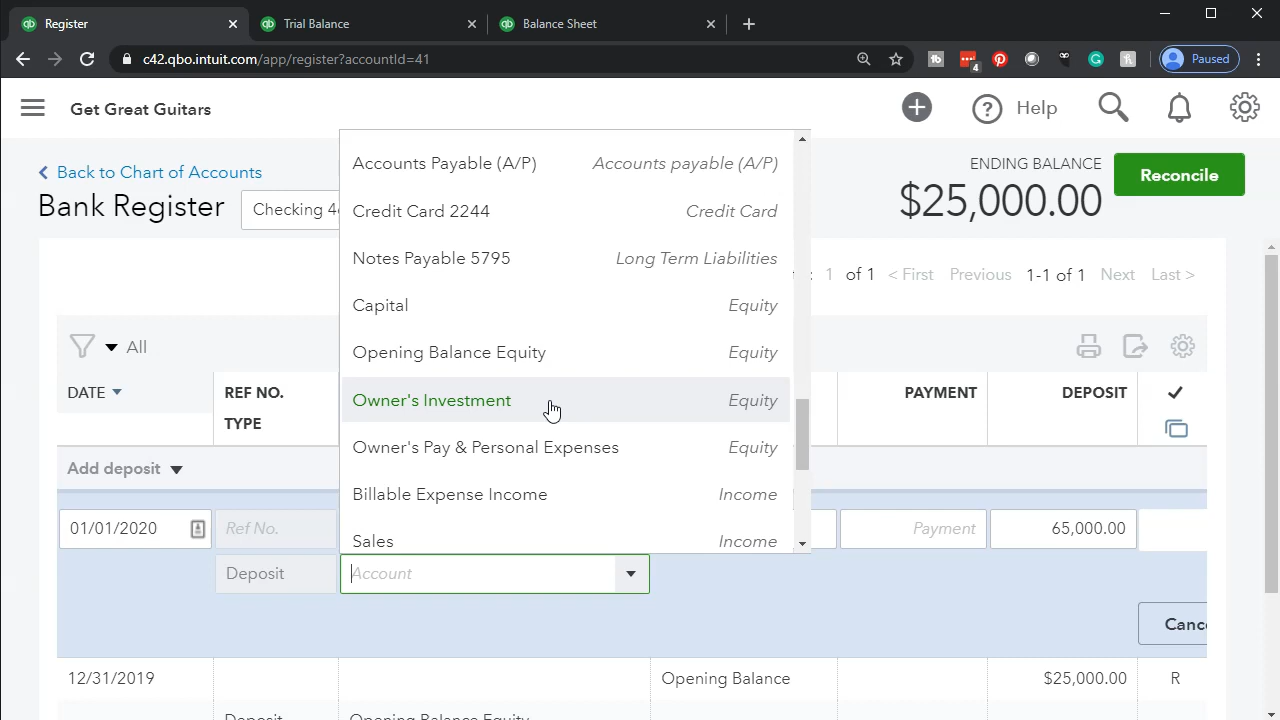 Register
Trial Balance
Balance Sheet
c42.qbo.intuit.com/app/register?accountId=41
4
Paused
Get Great Guitars
Help
Back to Chart of Accounts
Bank Register
Checking
ENDING BALANCE
$25,000.00
Reconcile
1 of 1 < First Previous 1-1 of 1 Next Last >
All
DATE
REF NO.
TYPE
PAYMENT
DEPOSIT
Accounts Payable (A/P) Accounts payable (A/P)
Credit Card 2244 Credit Card
Notes Payable 5795 Long Term Liabilities
Capital Equity
Opening Balance Equity Equity
Owner's Investment Equity
Owner's Pay & Personal Expenses Equity
Billable Expense Income Income
Sales Income
Add deposit
01/01/2020 Ref No. Payment 65,000.00
Deposit Account
Canc
12/31/2019 Opening Balance $25,000.00 R
Deposit Opening Balance Equity